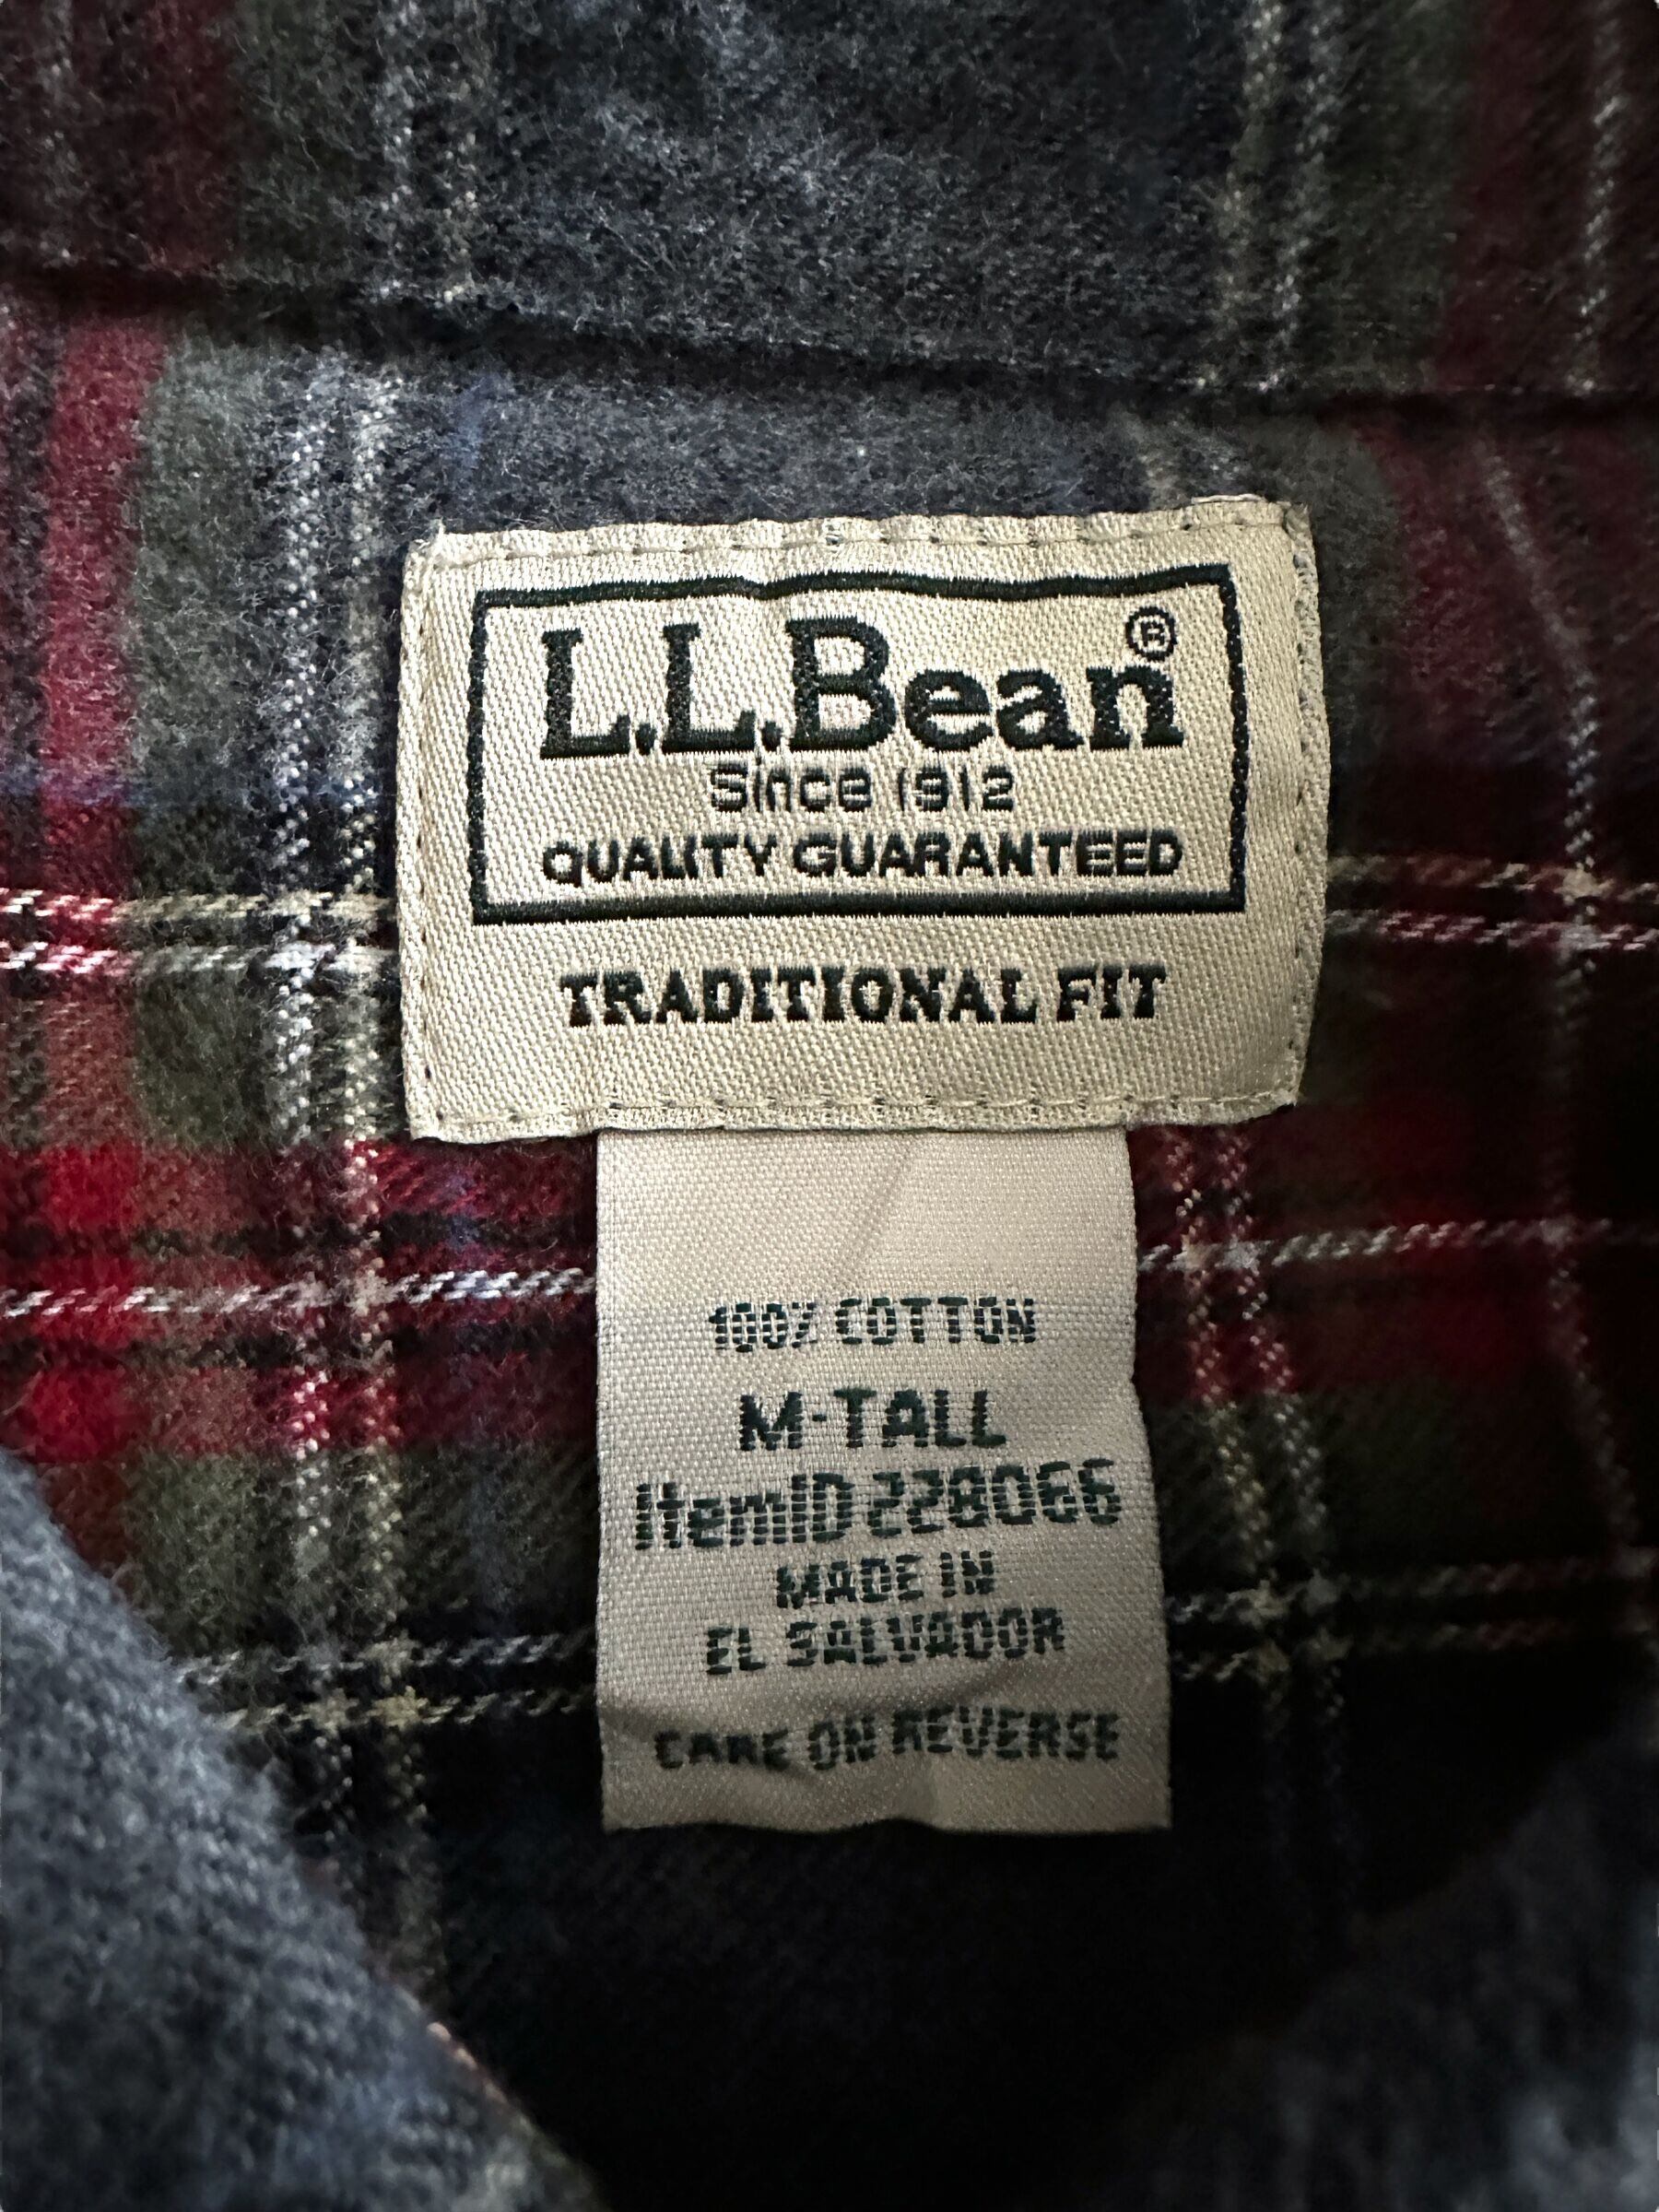 L.L.Bean®
Since 1912
QUALITY GUARANTEED
TRADITIONAL FIT
100% COTTON
M-TALL
ItemID 228066
MADE IN
EL SALVADOR
CARE ON REVERSE